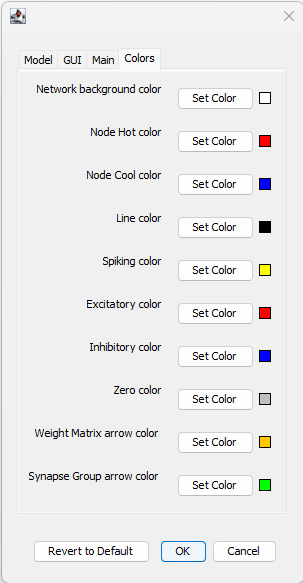 Model GUI Main Colors
Network background color Set Color
Node Hot color Set Color
Node Cool color Set Color
Line color Set Color
Spiking color Set Color
Excitatory color Set Color
Inhibitory color Set Color
Zero color Set Color
Weight Matrix arrow color Set Color
Synapse Group arrow color Set Color
Revert to Default OK Cancel